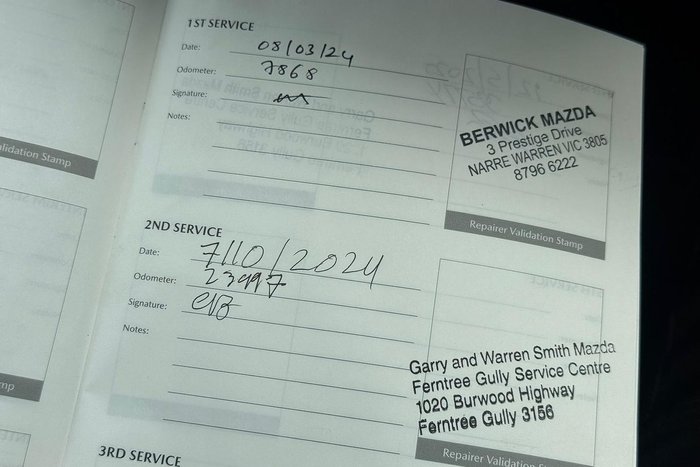 1ST SERVICE
Date: 08/03/24
Odometer: 7868
Signature:
Notes:
BERWICK MAZDA
3 Prestige Drive
NARRE WARREN VIC 3805
8796 6222
Repairer Validation Stamp
alidation Stamp
2ND SERVICE
Date: 7/10/2024
Odometer: 23997
Signature:
Notes:
Garry and Warren Smith Mazda
Ferntree Gully Service Centre
1020 Burwood Highway
Ferntree Gully 3156
Repairer Validation Stamp
mp
3RD SERVICE